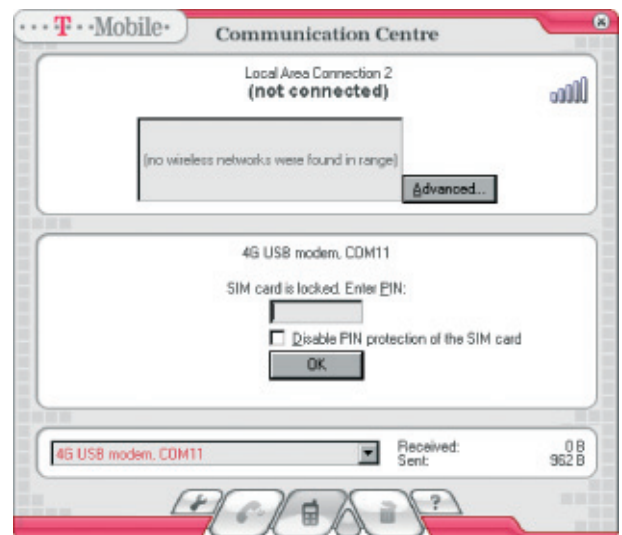 T-Mobile
Communication Centre
Local Area Connection 2
(not connected)
(no wireless networks were found in range)
Advanced...
4G USB modem, COM11
SIM card is locked. Enter PIN:
Disable PIN protection of the SIM card
OK
4G USB modem, COM11
Received: 0 B
Sent: 962 B
?